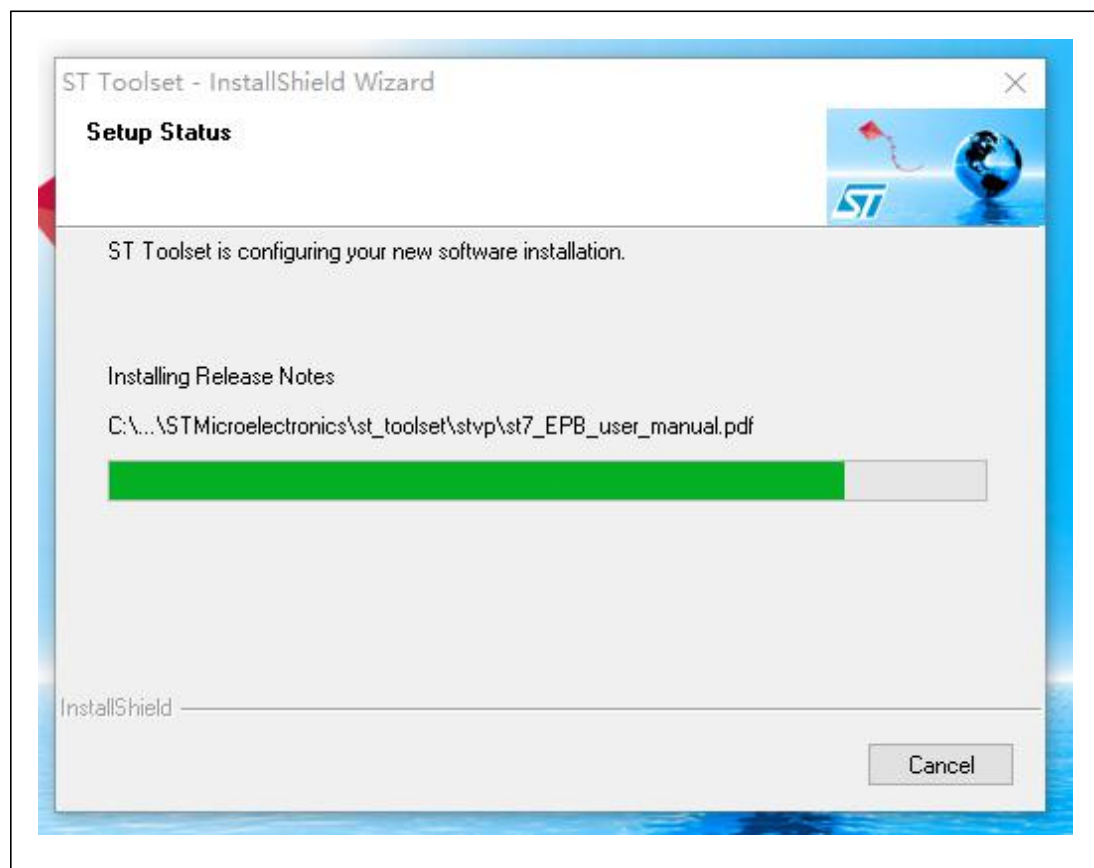 ST Toolset - InstallShield Wizard
Setup Status
ST
ST Toolset is configuring your new software installation.
Installing Release Notes
C:\...\STMicroelectronics\st_toolset\stvp\st7_EPB_user_manual.pdf
InstallShield
Cancel